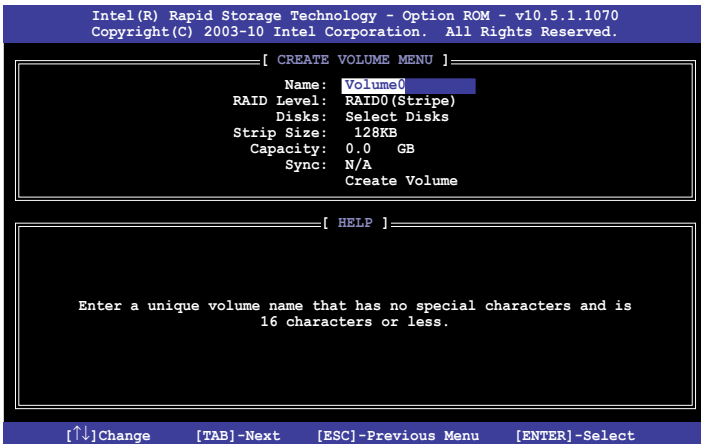 Intel(R) Rapid Storage Technology - Option ROM - v10.5.1.1070
Copyright(C) 2003-10 Intel Corporation. All Rights Reserved.
[ CREATE VOLUME MENU ]
Name: Volume0
RAID Level: RAID0(Stripe)
Disks: Select Disks
Strip Size: 128KB
Capacity: 0.0 GB
Sync: N/A
Create Volume
[ HELP ]
Enter a unique volume name that has no special characters and is
16 characters or less.
[↑↓]Change [TAB]-Next [ESC]-Previous Menu [ENTER]-Select